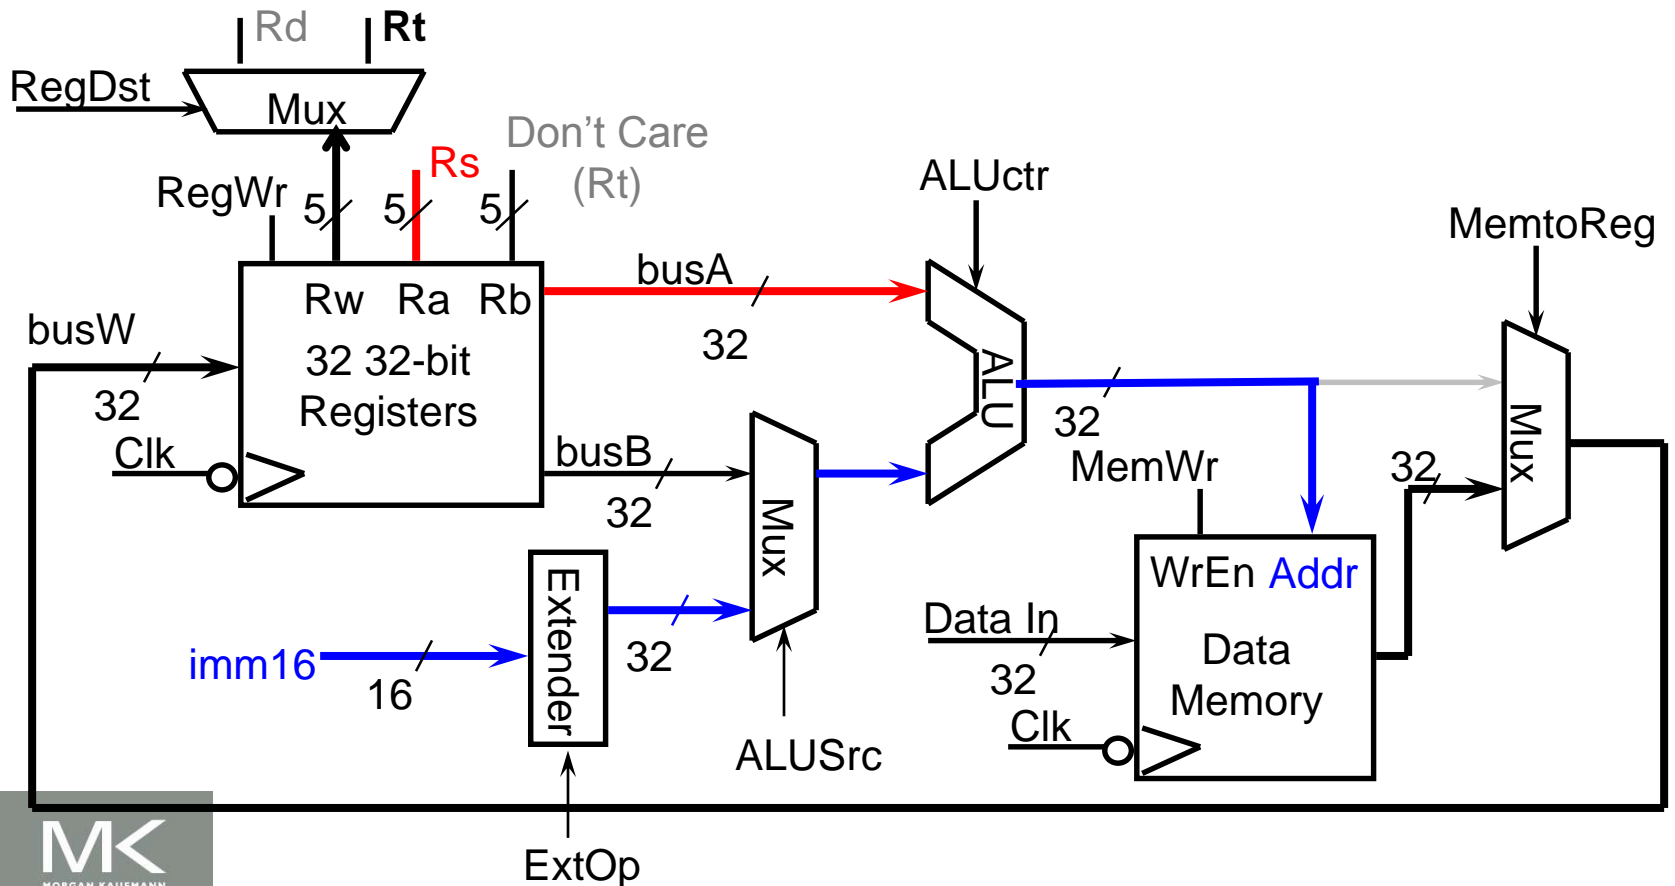 Rd
Rt
RegDst
Mux
Don't Care
(Rt)
Rs
RegWr
5
5
5
ALUctr
MemtoReg
busA
32
Rw
Ra
Rb
busW
32
32 32-bit
Registers
Clk
ALU
32
busB
32
Mux
MemWr
32
Mux
WrEn
Addr
Extender
imm16
16
32
Data In
32
Data
Memory
Clk
ALUSrc
ExtOp
MK
MORGAN KAUFMANN